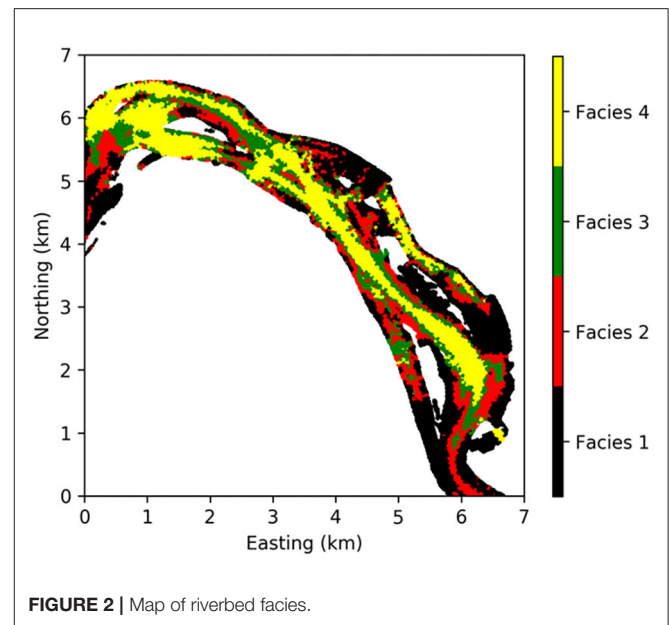 7
6
5
4
3
2
1
0
Northing (km)
0 1 2 3 4 5 6 7
Easting (km)
Facies 4
Facies 3
Facies 2
Facies 1
FIGURE 2 | Map of riverbed facies.